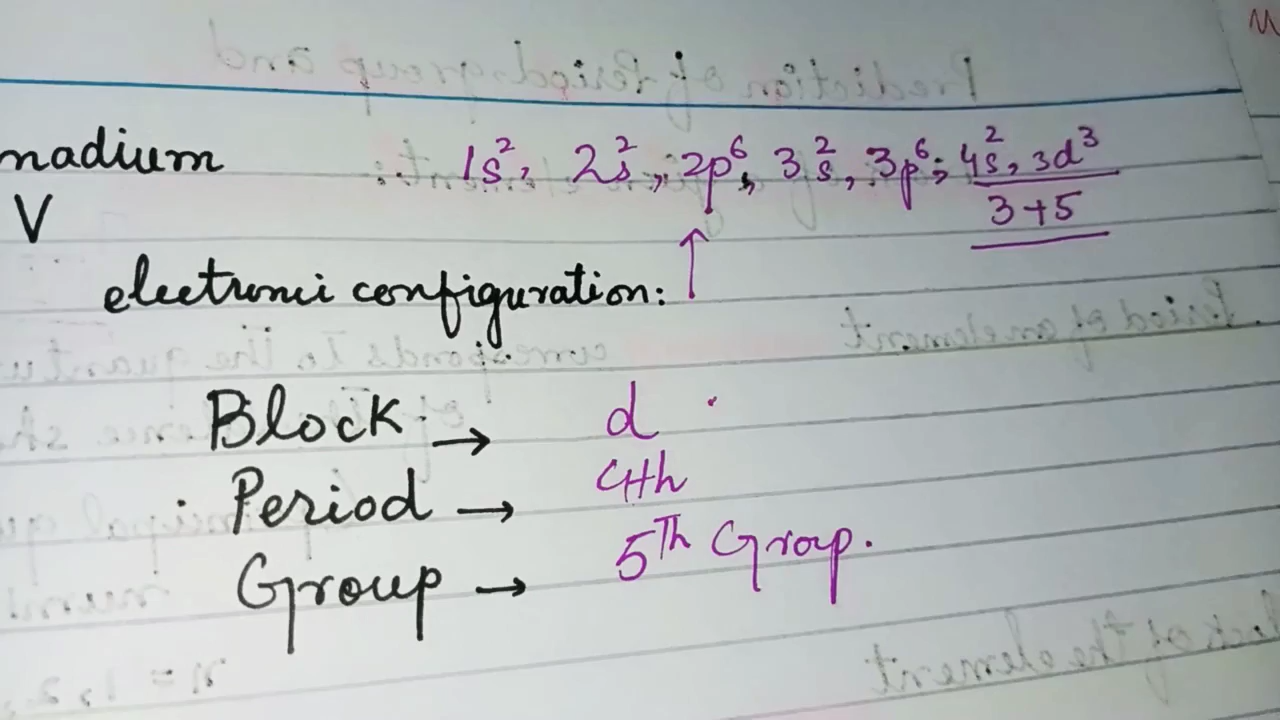 nadium 1s², 2s², 2p⁶, 3s², 3p⁶, 4s², 3d³
V 3+5
electronic configuration: ↑
Block → d
Period → 4th
Group → 5th Group.